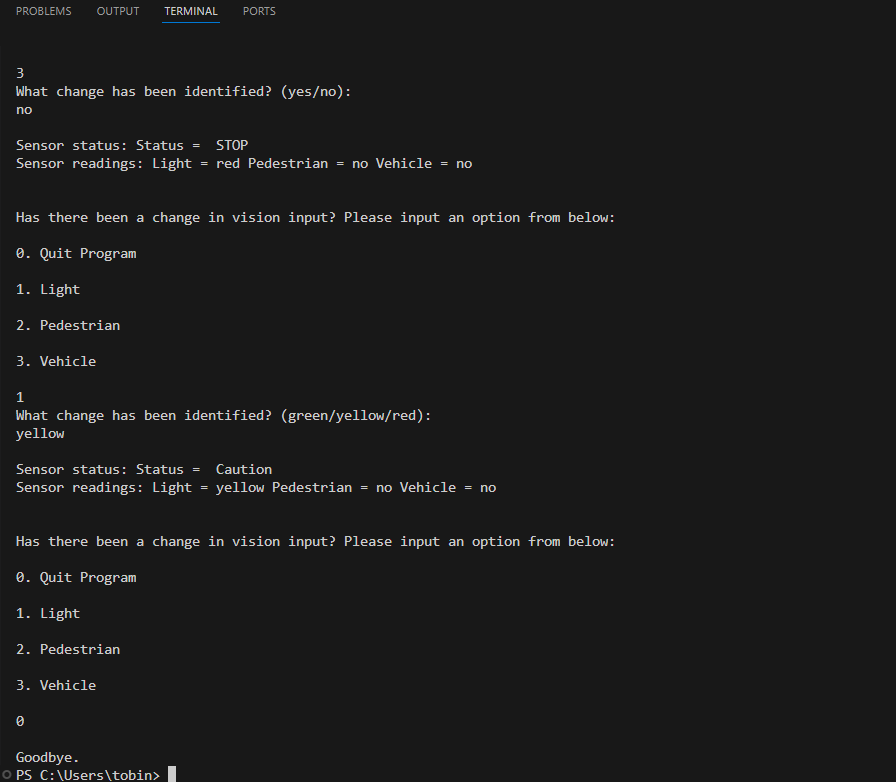 PROBLEMS OUTPUT TERMINAL PORTS
3
What change has been identified? (yes/no):
no
Sensor status: Status =  STOP
Sensor readings: Light = red Pedestrian = no Vehicle = no
Has there been a change in vision input? Please input an option from below:
0. Quit Program
1. Light
2. Pedestrian
3. Vehicle
1
What change has been identified? (green/yellow/red):
yellow
Sensor status: Status =  Caution
Sensor readings: Light = yellow Pedestrian = no Vehicle = no
Has there been a change in vision input? Please input an option from below:
0. Quit Program
1. Light
2. Pedestrian
3. Vehicle
0
Goodbye.
PS C:\Users\tobin>